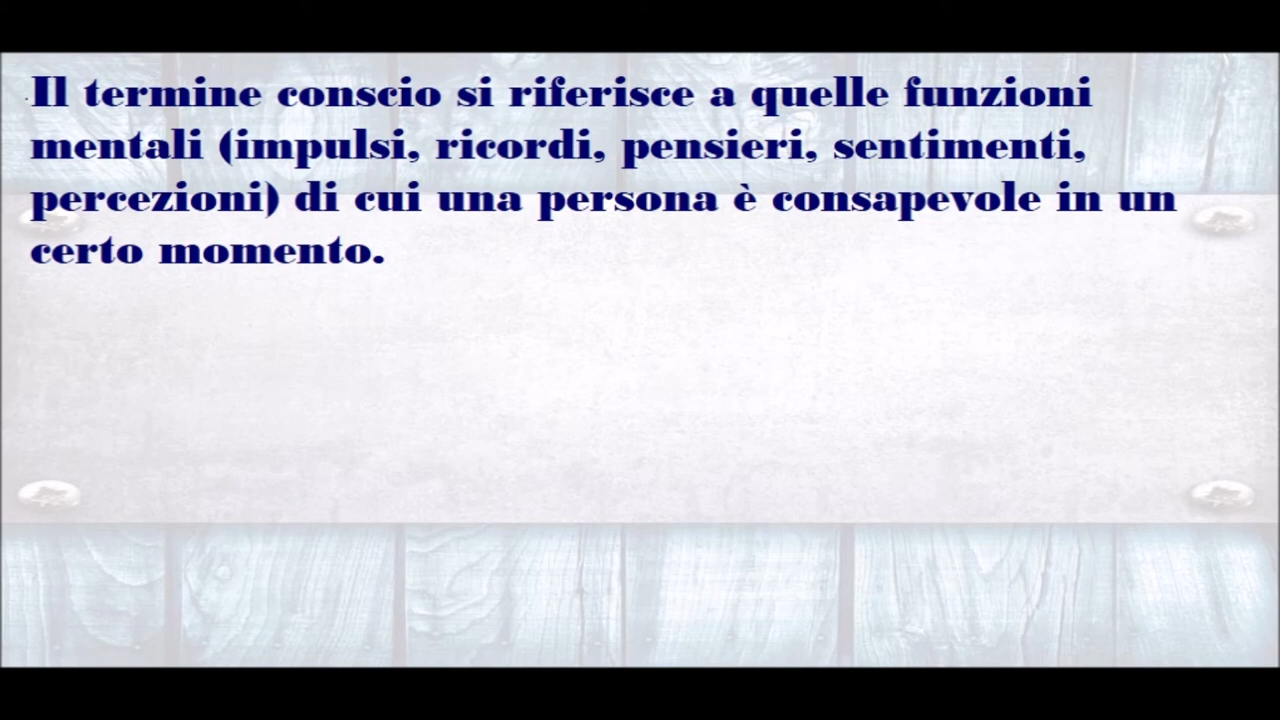 Il termine conscio si riferisce a quelle funzioni
mentali (impulsi, ricordi, pensieri, sentimenti,
percezioni) di cui una persona è consapevole in un
certo momento.